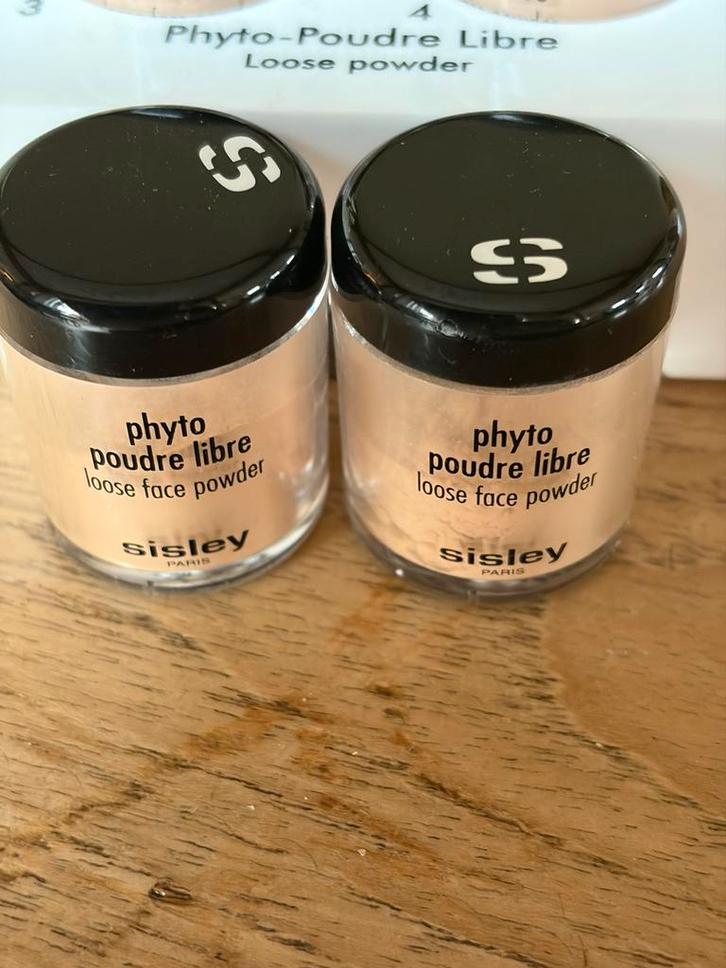 3
4
Phyto-Poudre Libre
Loose powder
S
S
phyto
poudre libre
loose face powder
sisley
PARIS
phyto
poudre libre
loose face powder
sisley
PARIS